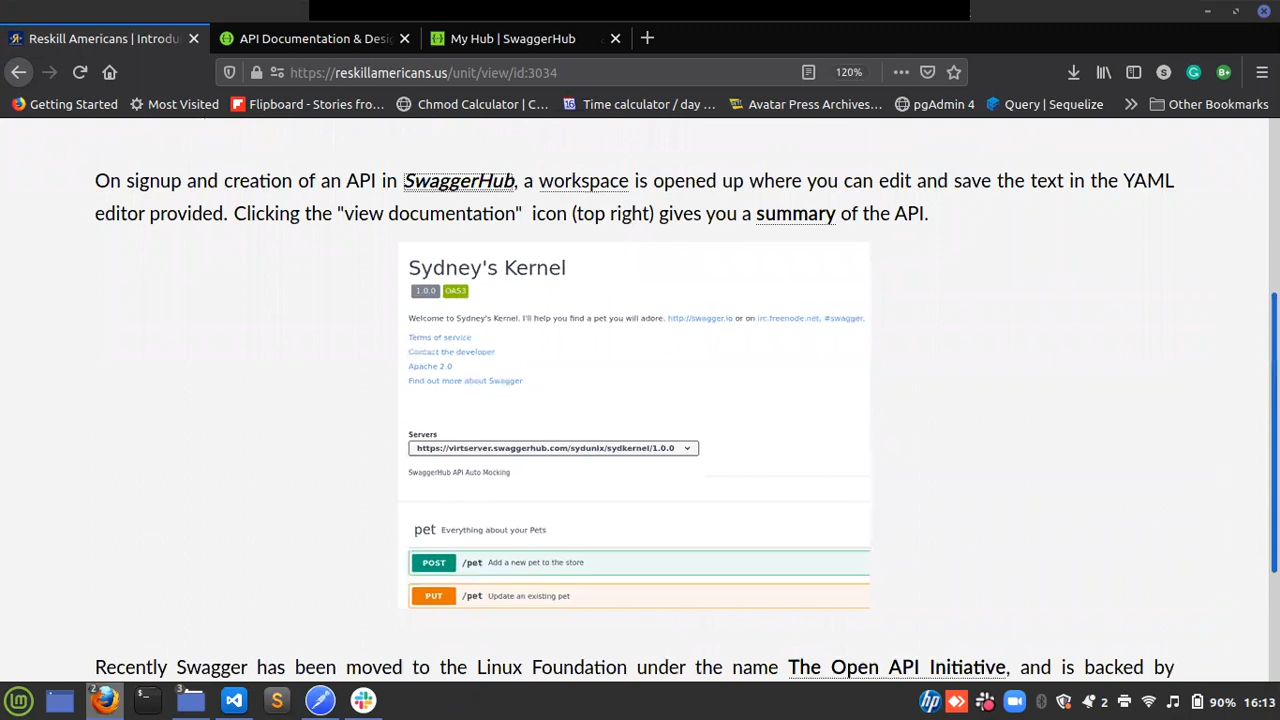 Reskill Americans | Introdu
API Documentation & Desi
My Hub | SwaggerHub
https://reskillamericans.us/unit/view/id:3034
120%
S
G
B+
Getting Started
Most Visited
Flipboard - Stories fro...
Chmod Calculator | C...
16
Time calculator / day ...
Avatar Press Archives...
pgAdmin 4
Query | Sequelize
Other Bookmarks
On signup and creation of an API in SwaggerHub, a workspace is opened up where you can edit and save the text in the YAML
editor provided. Clicking the "view documentation" icon (top right) gives you a summary of the API.
Sydney's Kernel
1.0.0 OAS3
Welcome to Sydney's Kernel. I'll help you find a pet you will adore. http://swagger.io or on irc.freenode.net, #swagger.
Terms of service
Contact the developer
Apache 2.0
Find out more about Swagger
Servers
https://virtserver.swaggerhub.com/sydunix/sydkernel/1.0.0
SwaggerHub API Auto Mocking
pet Everything about your Pets
POST /pet Add a new pet to the store
PUT /pet Update an existing pet
Recently Swagger has been moved to the Linux Foundation under the name The Open API Initiative, and is backed by
2
3
hp
2
90%
16:13